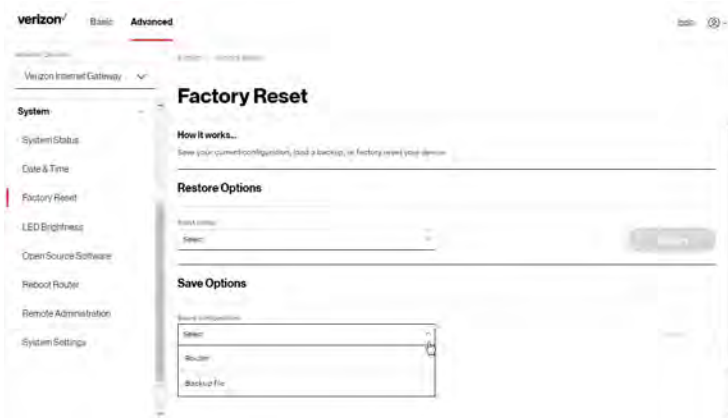 verizon✓ Basic Advanced
help
Verizon Internet Gateway
System
System Status
Date & Time
Factory Reset
LED Brightness
Open Source Software
Reboot Router
Remote Administration
System Settings
Factory Reset
How it works...
Save your current configuration, load a backup, or factory reset your device
Restore Options
Select
Save Options
Select
Router
Backup file